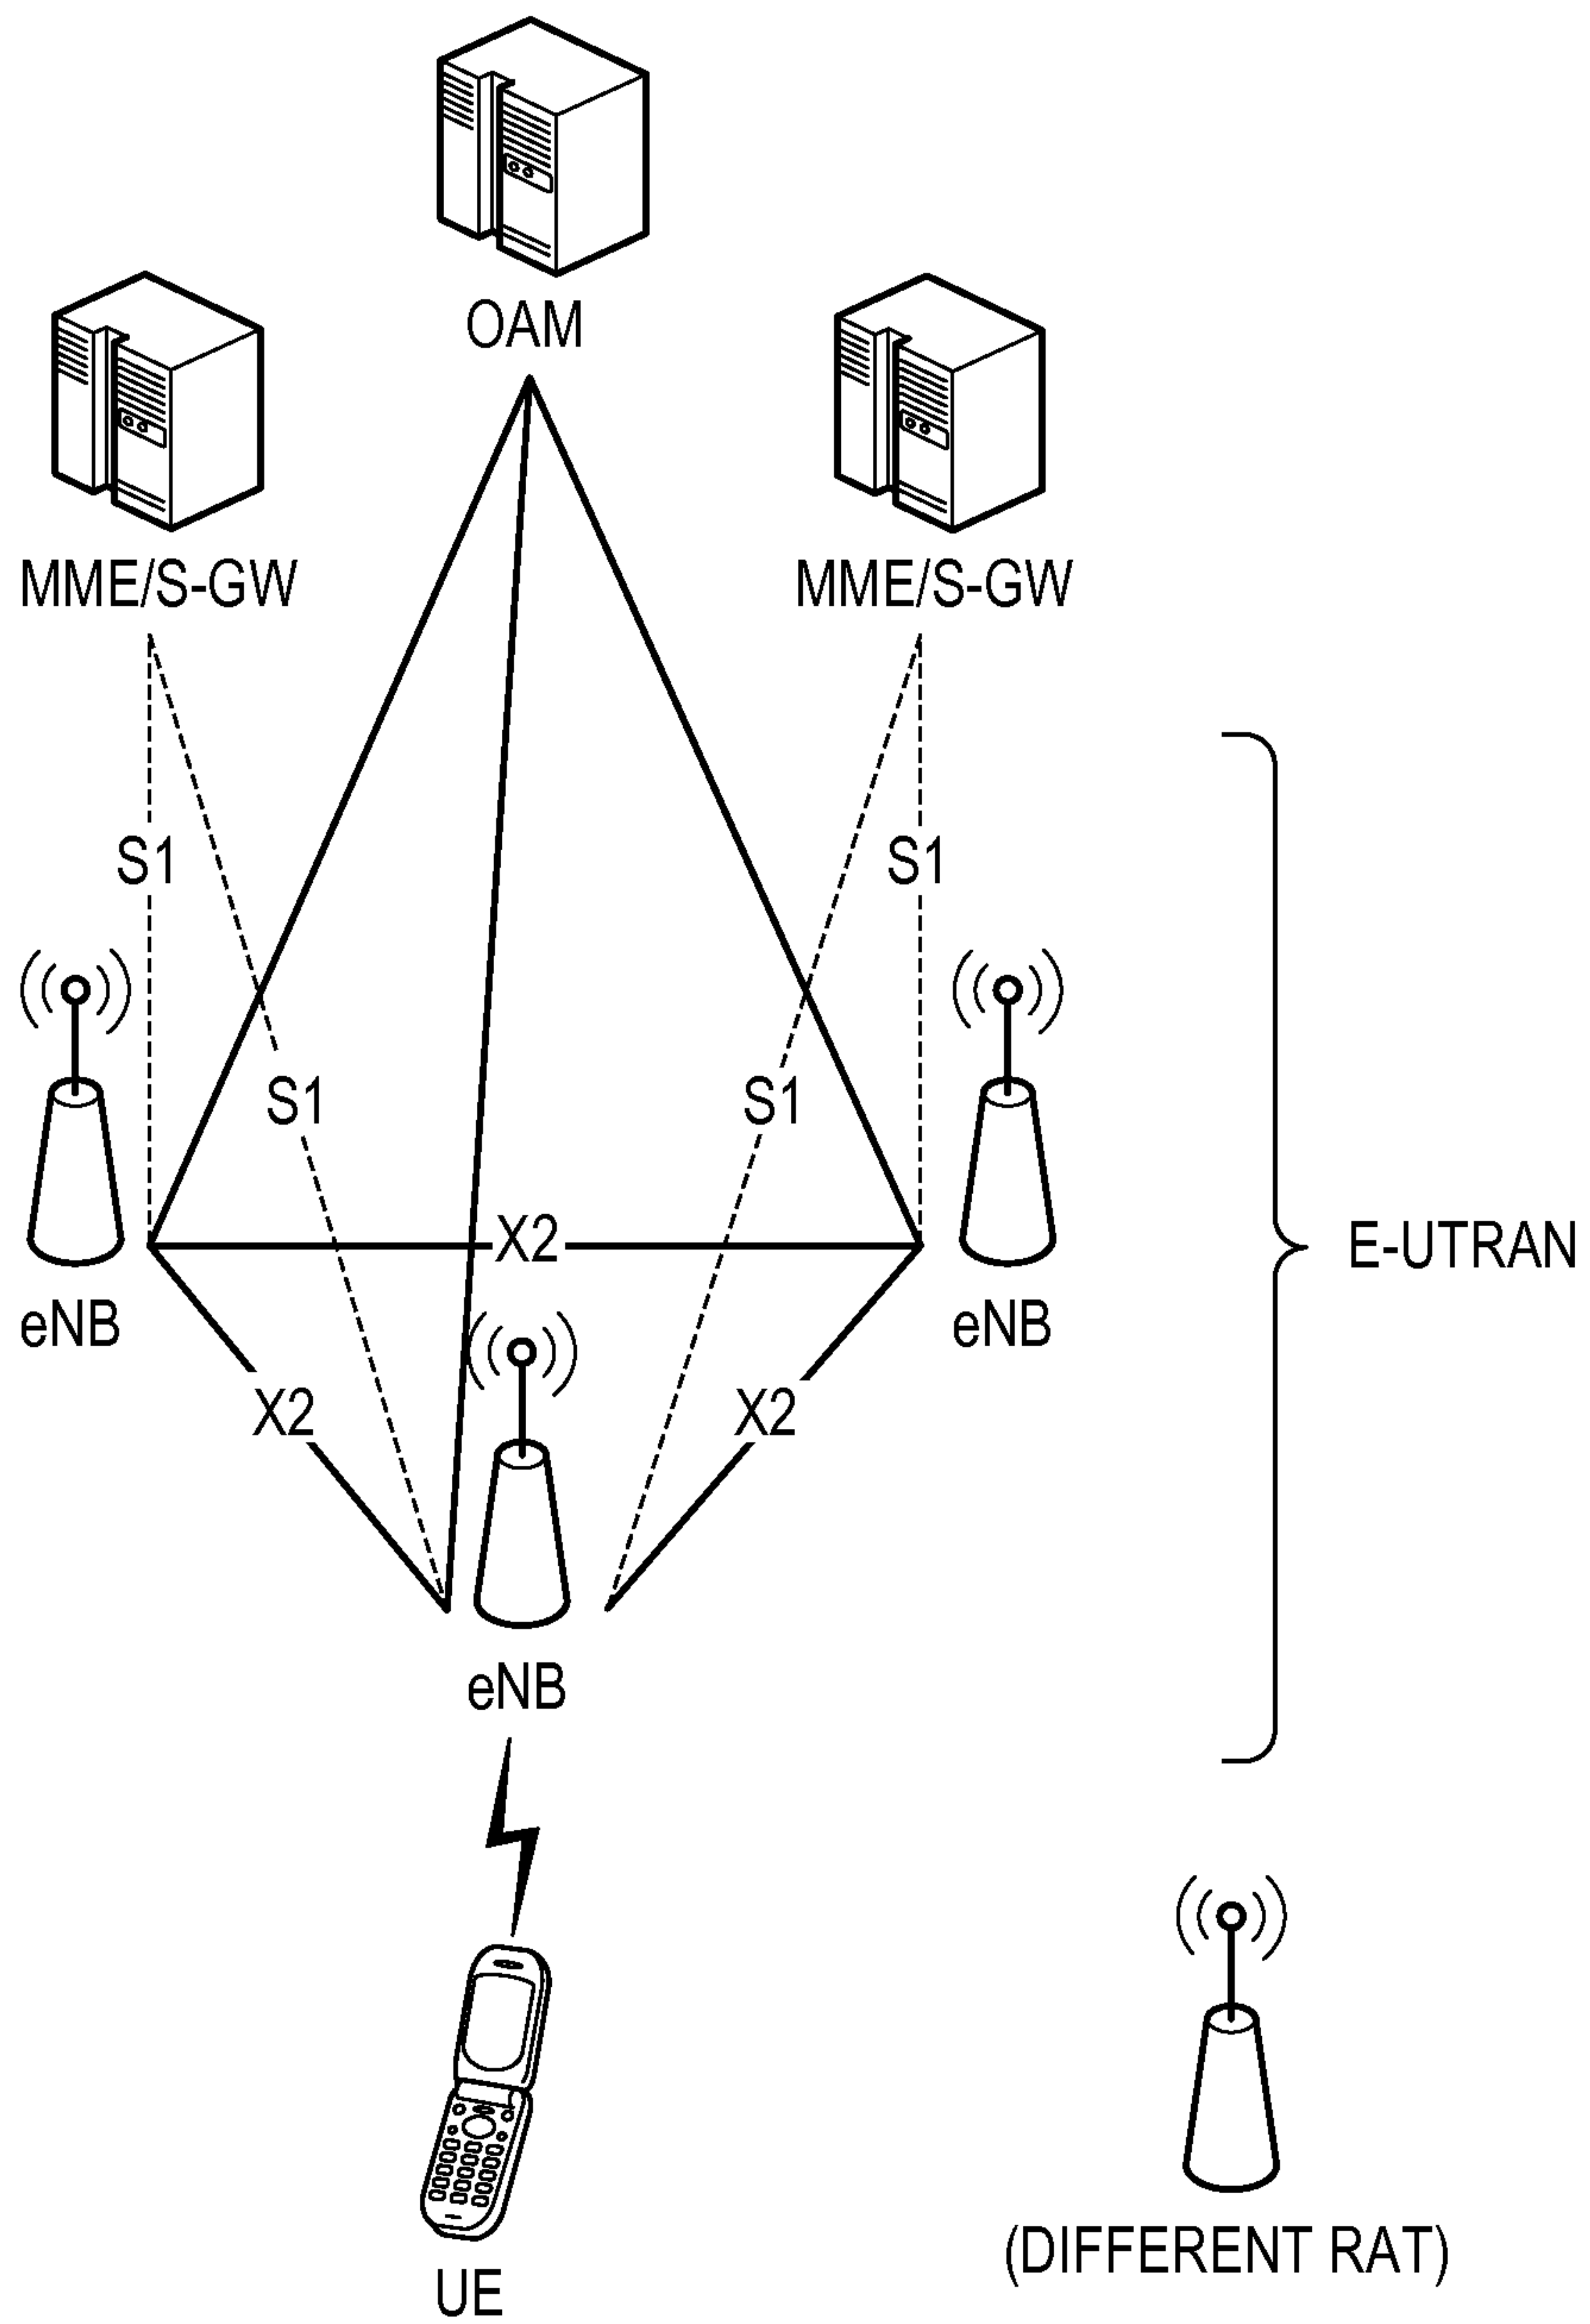 OAM
MME/S-GW
MME/S-GW
S1
S1
S1
S1
X2
E-UTRAN
eNB
eNB
X2
X2
eNB
(DIFFERENT RAT)
UE